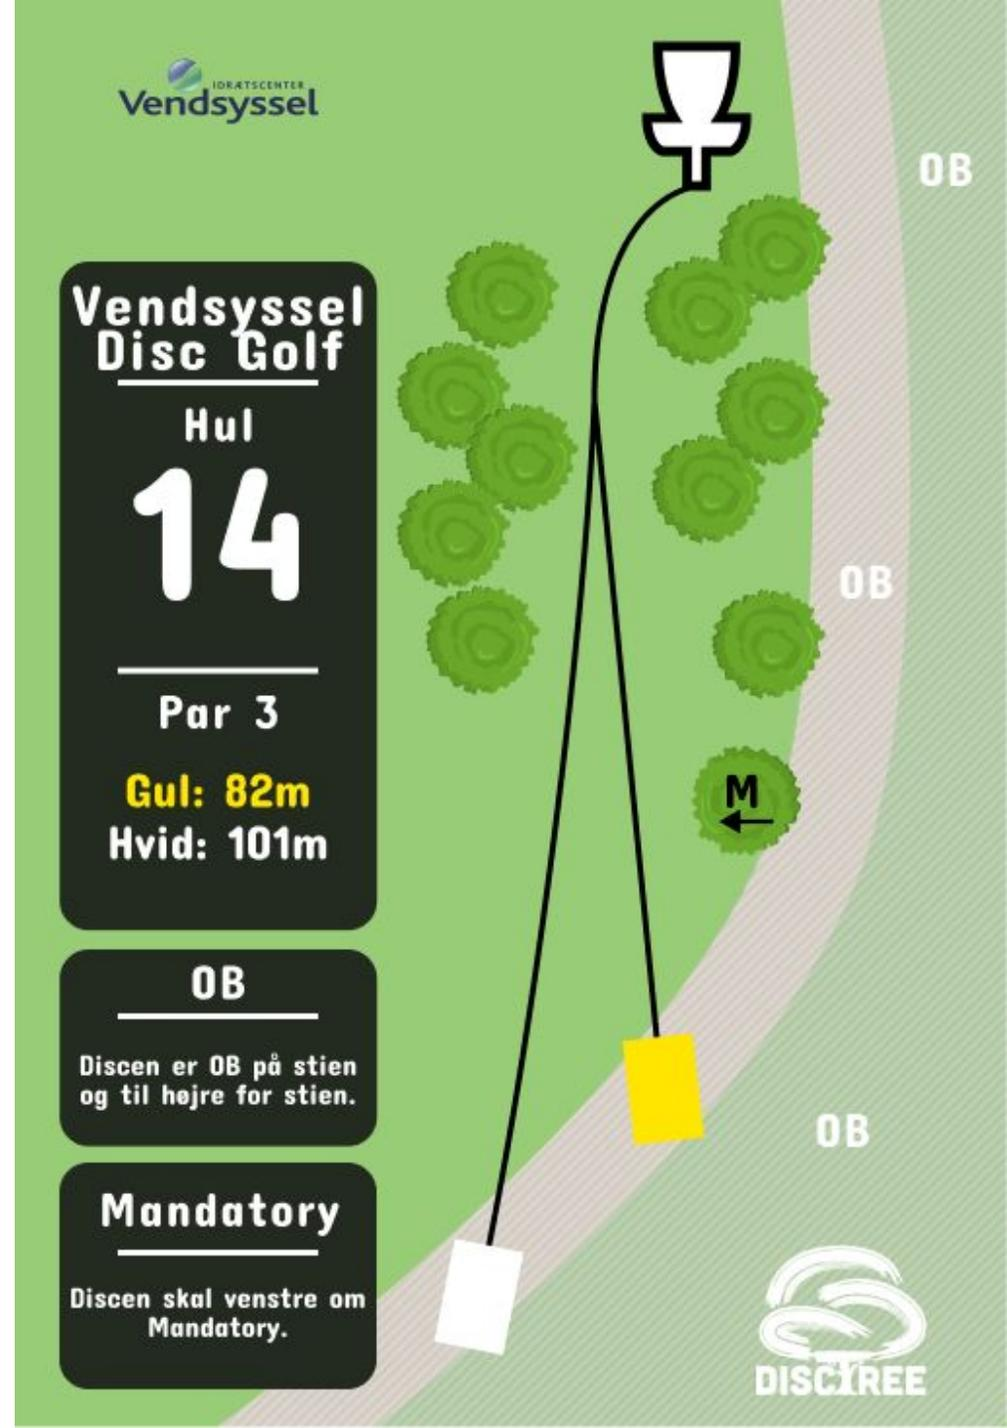 IDRÆTSCENTER
Vendsyssel
OB
Vendsyssel
Disc Golf
Hul
14
OB
Par 3
M
Gul: 82m
Hvid: 101m
OB
Discen er OB på stien
og til højre for stien.
OB
Mandatory
Discen skal venstre om
Mandatory.
DISCTREE